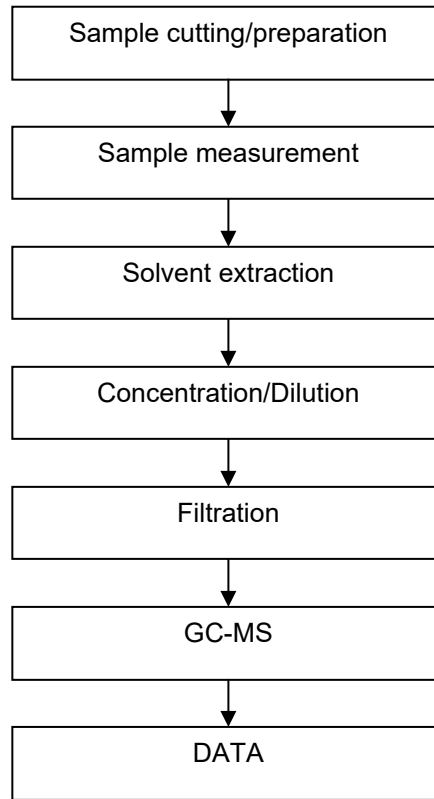 Sample cutting/preparation
Sample measurement
Solvent extraction
Concentration/Dilution
Filtration
GC-MS
DATA